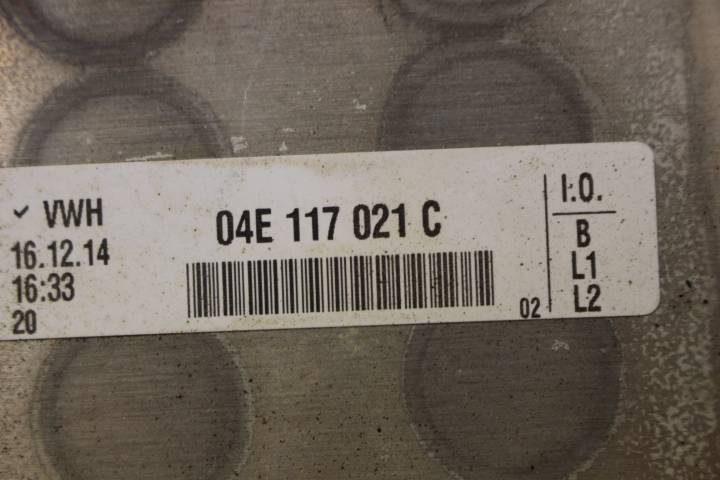 ✓ VWH
16.12.14
16:33
20
04E 117 021 C
02
I.O.
B
L1
L2